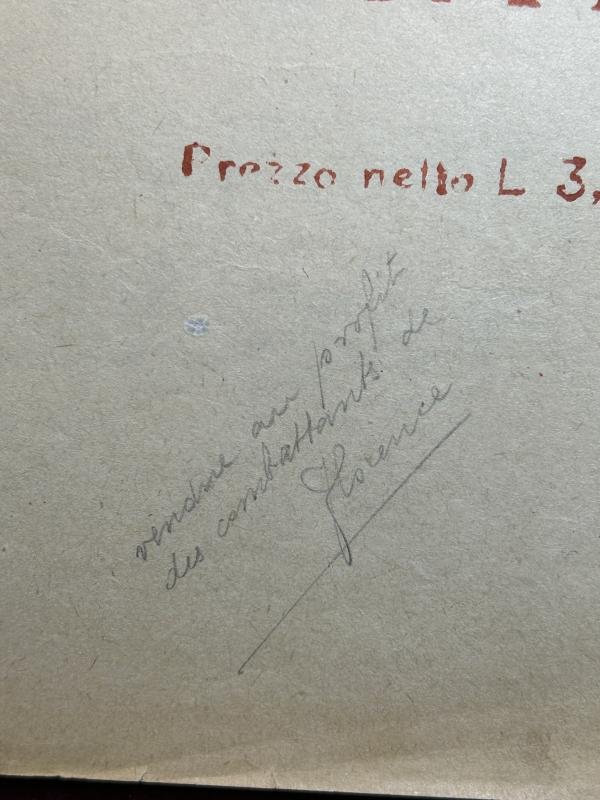 Prezzo netto L 3,
vendue au profit
des combattants de
Florence